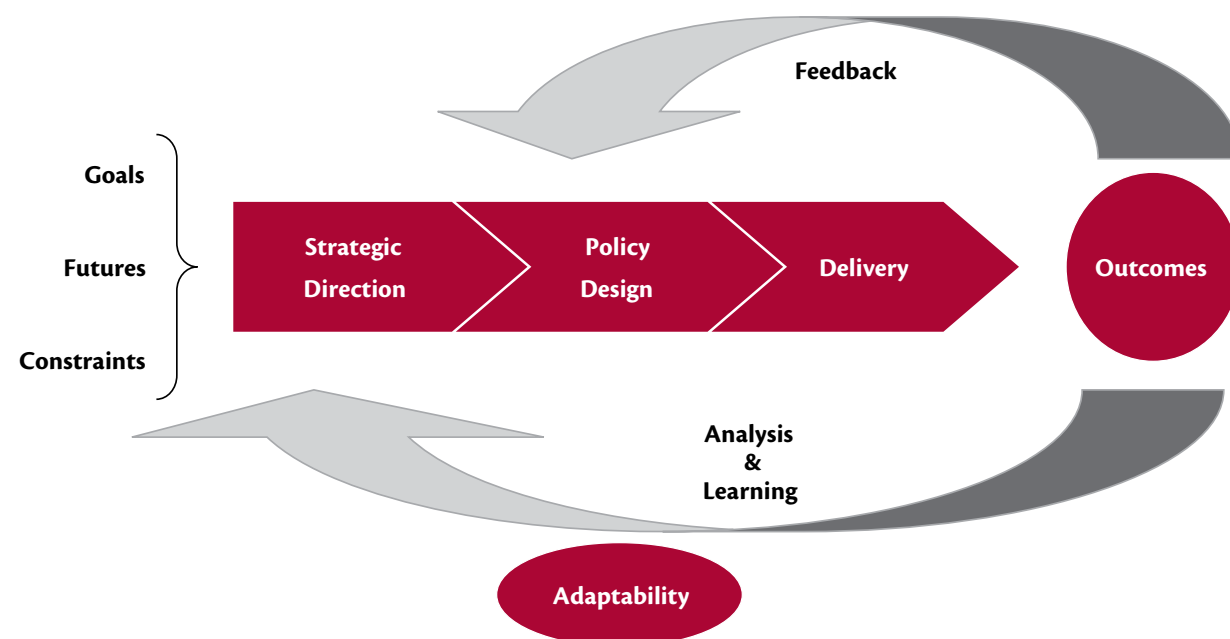 Feedback
Goals
Futures
Constraints
Strategic
Direction
Policy
Design
Delivery
Outcomes
Analysis
&
Learning
Adaptability